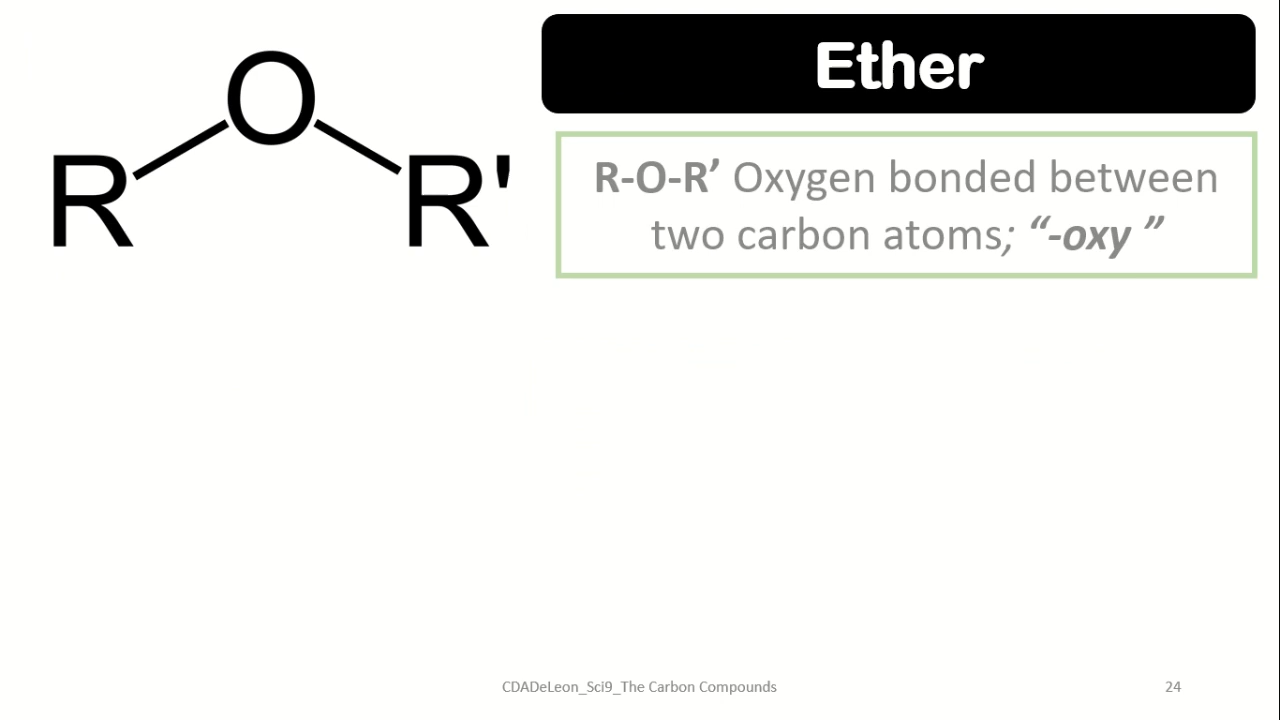 O
R R'
Ether
R-O-R’ Oxygen bonded between
two carbon atoms; “-oxy ”
CDADeLeon_Sci9_The Carbon Compounds
24